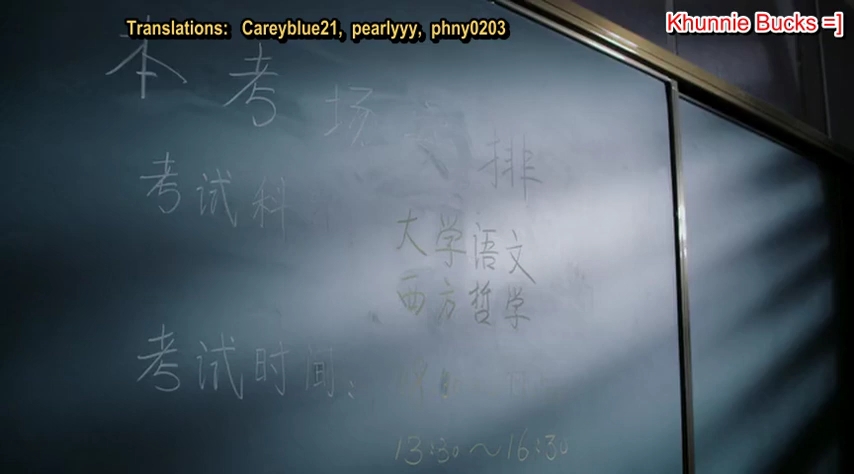 Translations: Careyblue21, pearlyyy, phny0203
Khunnie Bucks =]
本考场安排
考试科
大学语文
西方哲学
考试时间:
13:30～16:30